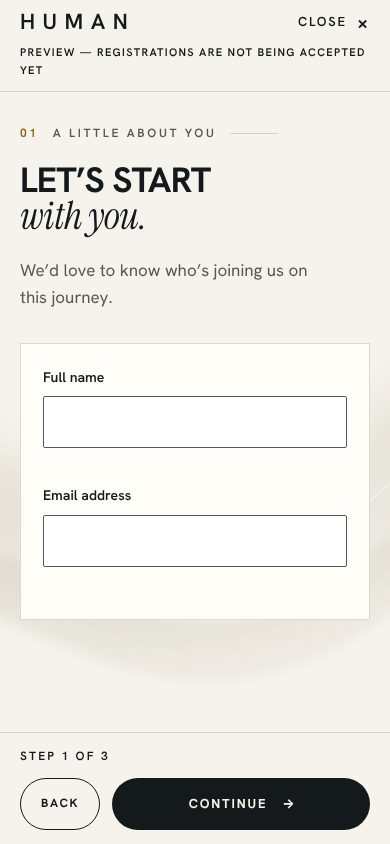 HUMAN
CLOSE ×
PREVIEW — REGISTRATIONS ARE NOT BEING ACCEPTED
YET
01 A LITTLE ABOUT YOU
LET’S START
with you.
We’d love to know who’s joining us on
this journey.
Full name
Email address
STEP 1 OF 3
BACK
CONTINUE →